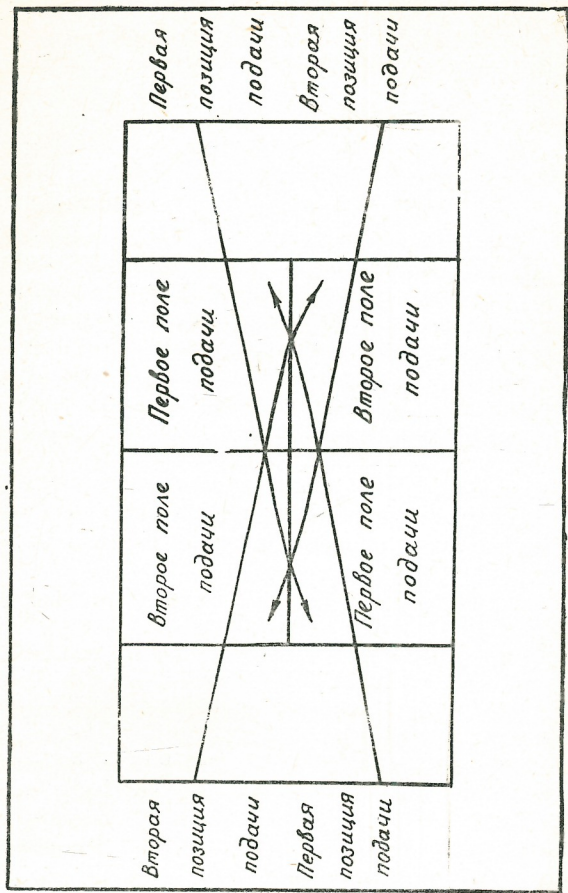 Вторая
позиция
подачи
Второе поле
подачи
Первое поле
подачи
Первая
позиция
подачи
Первая
позиция
подачи
Первое поле
подачи
Второе поле
подачи
Вторая
позиция
подачи